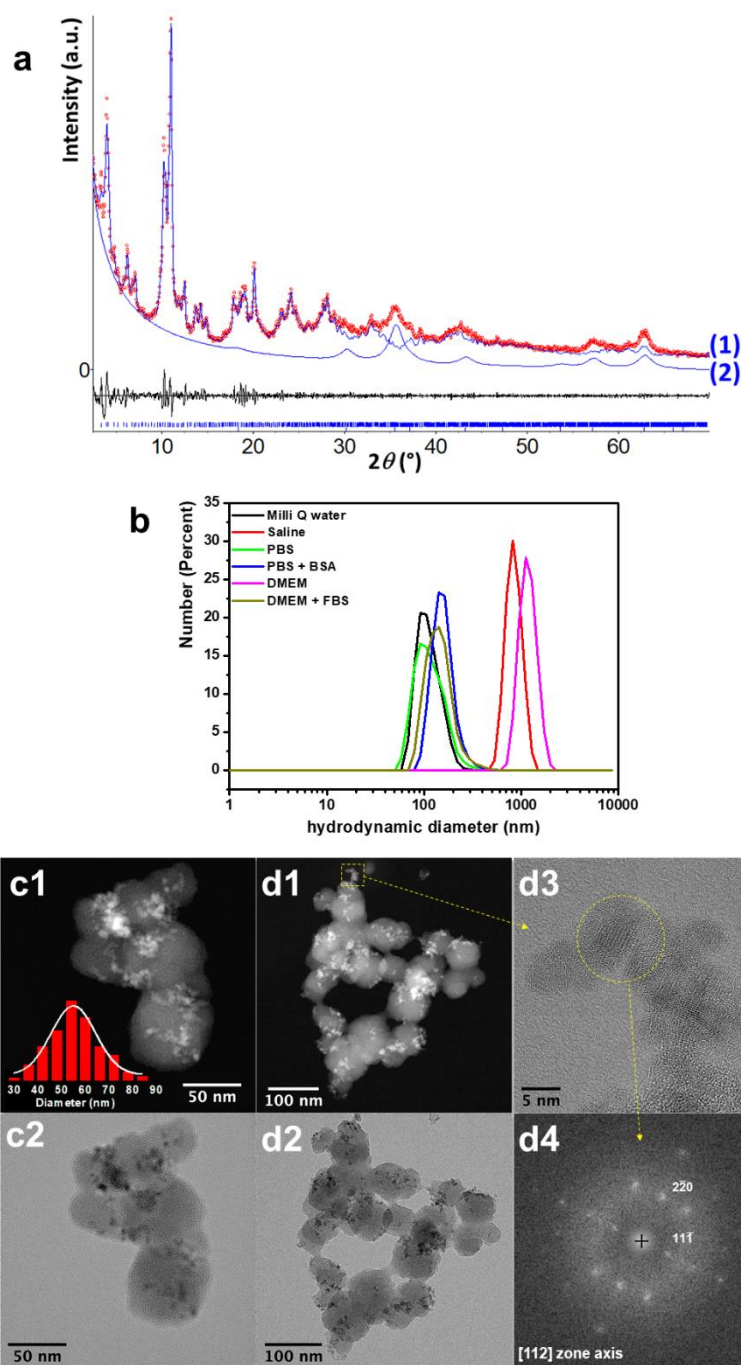 a
Intensity (a.u.)
(1)
(2)
0
10 20 30 40 50 60
2θ (°)
b
35
30
25
20
15
10
5
0
Number (Percent)
Milli Q water
Saline
PBS
PBS + BSA
DMEM
DMEM + FBS
1 10 100 1000 10000
hydrodynamic diameter (nm)
c1
30 40 50 60 70 80 90
Diameter (nm)
50 nm
d1
100 nm
d3
5 nm
c2
50 nm
d2
100 nm
d4
22̄0
111̄
[112] zone axis